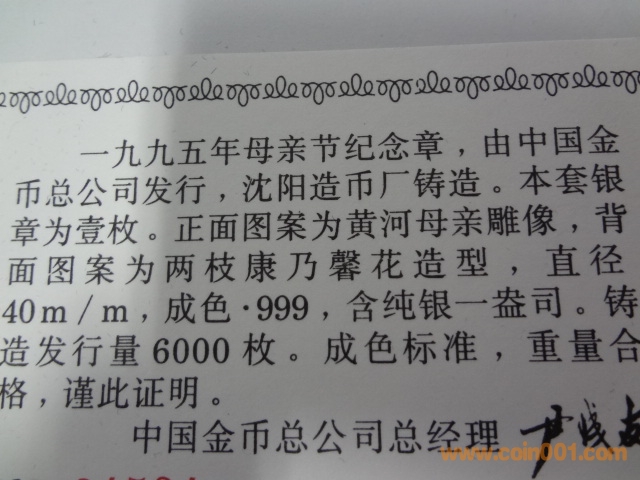 一九九五年母亲节纪念章，由中国金
币总公司发行，沈阳造币厂铸造。本套银
章为壹枚。正面图案为黄河母亲雕像，背
面图案为两枝康乃馨花造型，直径
40m/m，成色·999，含纯银一盎司。铸
造发行量6000枚。成色标准，重量合
格，谨此证明。
中国金币总公司总经理
www.coin001.com